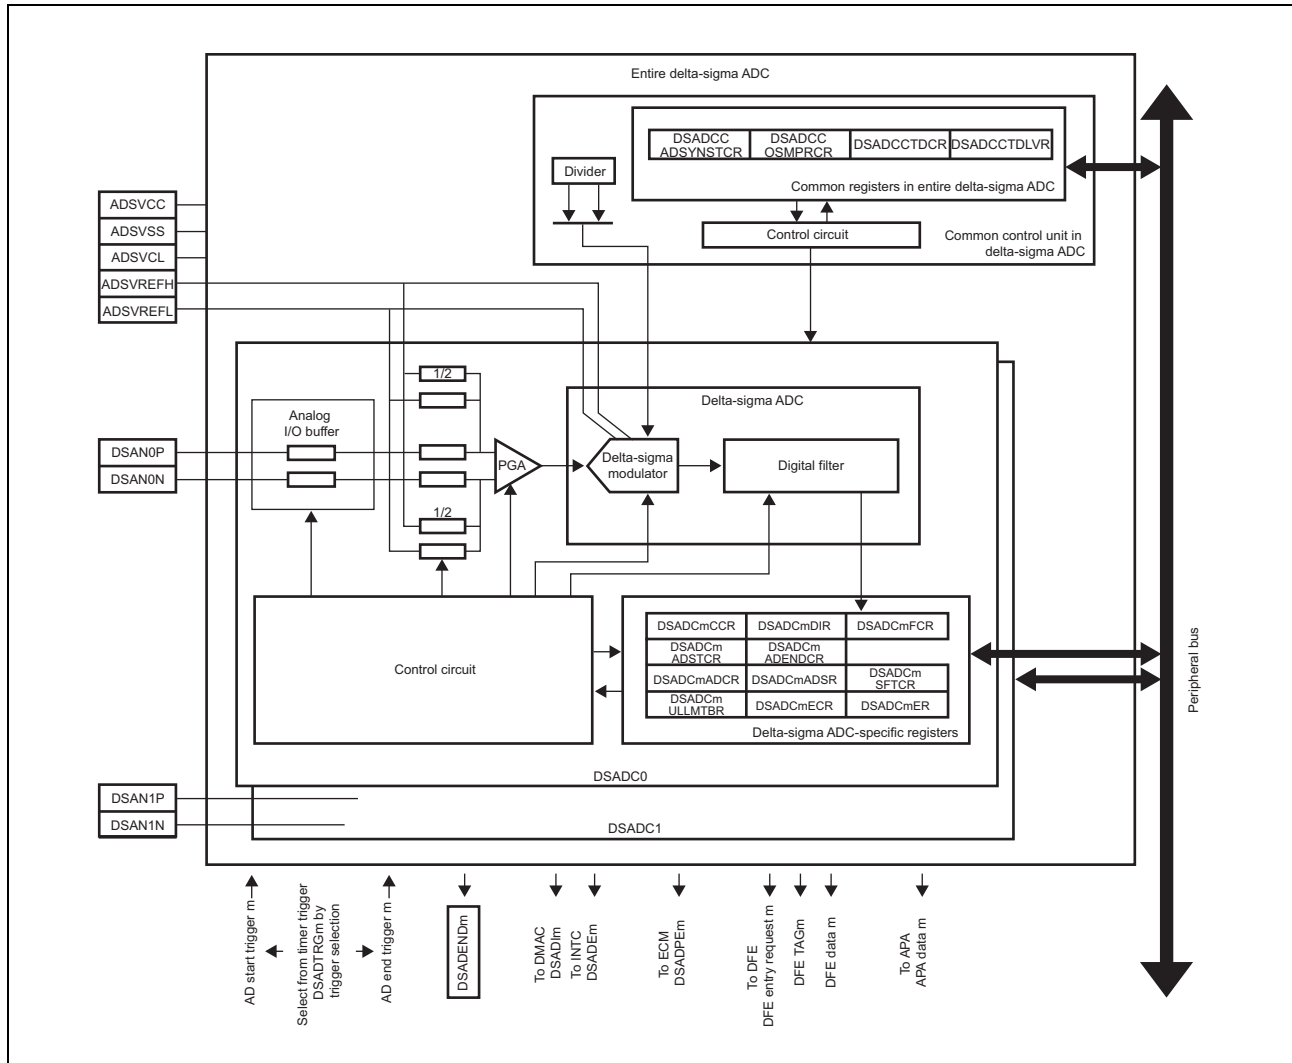 Entire delta-sigma ADC
DSADCC
ADSYNSTCR
DSADCC
OSMPRCR
DSADCCTDCR
DSADCCTDLVR
Common registers in entire delta-sigma ADC
Divider
Control circuit
Common control unit in
delta-sigma ADC
ADSVCC
ADSVSS
ADSVCL
ADSVREFH
ADSVREFL
1/2
Analog
I/O buffer
Delta-sigma ADC
DSAN0P
DSAN0N
PGA
Delta-sigma
modulator
Digital filter
1/2
Control circuit
DSADCmCCR
DSADCmDIR
DSADCmFCR
DSADCm
ADSTCR
DSADCm
ADENDCR
DSADCmADCR
DSADCmADSR
DSADCm
SFTCR
DSADCm
ULLMTBR
DSADCmECR
DSADCmER
Delta-sigma ADC-specific registers
Peripheral bus
DSADC0
DSAN1P
DSAN1N
DSADC1
AD start trigger m
Select from timer trigger
DSADTRGm by
trigger selection
AD end trigger m
DSADENDm
To DMAC
DSADIm
To INTC
DSADEm
To ECM
DSADPEm
To DFE
DFE entry request m
DFE TAGm
DFE data m
To APA
APA data m